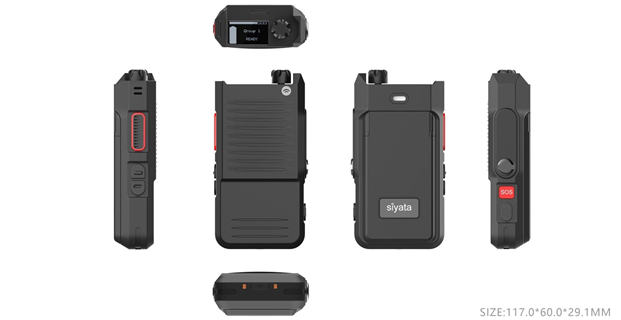 Group 1
READY
siyata
SOS
SIZE:117.0*60.0*29.1MM